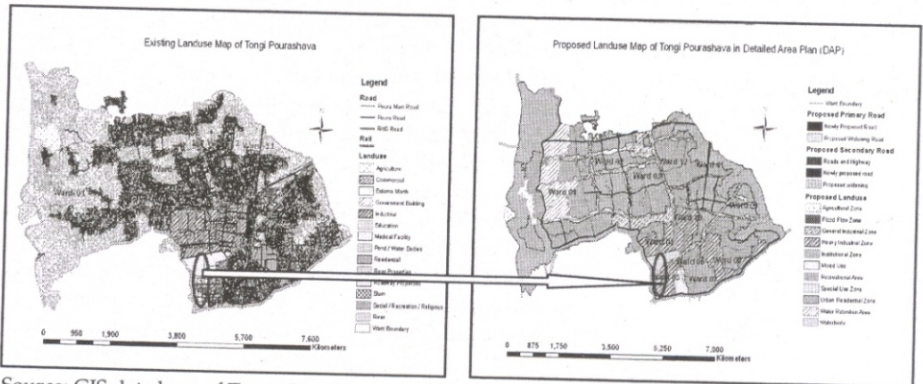 Existing Landuse Map of Tongi Pourashava
Legend
Road
Poura Main Road
Poura Road
RHD Road
Rail
Landuse
Agriculture
Commercial
Government Building
Industrial
Education
Medical Facility
Pond / Water Bodies
Residential
Slum
Social / Recreation / Religious
River
Ward Boundary
Ward 01
Ward
0 950 1,900 3,800 5,700 7,600
Kilometers
Proposed Landuse Map of Tongi Pourashava in Detailed Area Plan (DAP)
Legend
Ward Boundary
Proposed Primary Road
Newly Proposed Road
Proposed Widening Road
Proposed Secondary Road
Roads and Highway
Newly proposed road
Proposed widening
Proposed Landuse
Agricultural Zone
Flood Flow Zone
General Industrial Zone
Heavy Industrial Zone
Institutional Zone
Mixed Use
Recreational Area
Special Use Zone
Urban Residential Zone
Water Retention Area
Waterbody
Ward 01
0 875 1,750 3,500 5,250 7,000
Kilometers